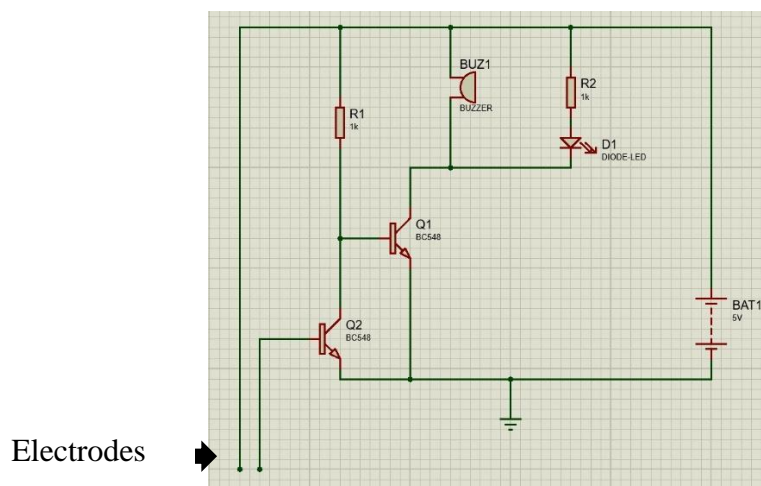 BUZ1
BUZZER
R2
1k
R1
1k
D1
DIODE-LED
Q1
BC548
BAT1
5V
Q2
BC548
Electrodes